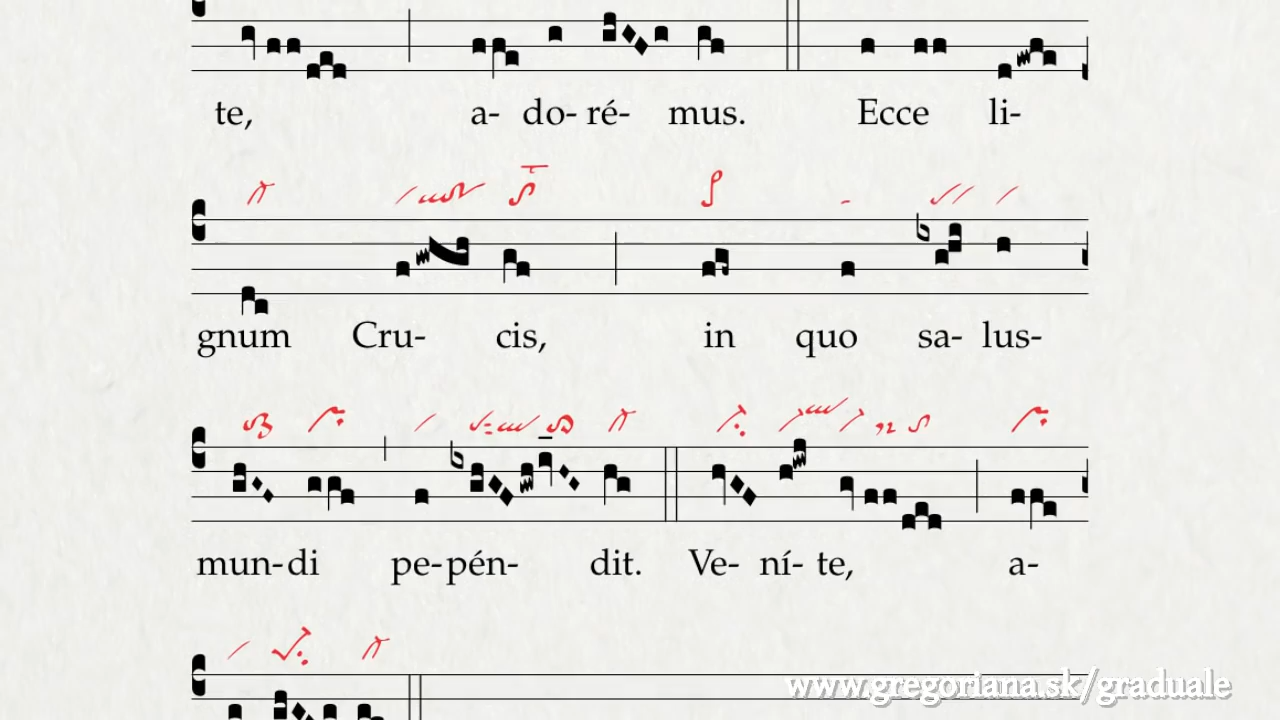 te, a- do- ré- mus. Ecce li-
gnum Cru- cis, in quo sa- lus-
mun-di pe-pén- dit. Ve- ní- te, a-
www.gregoriana.sk/graduale